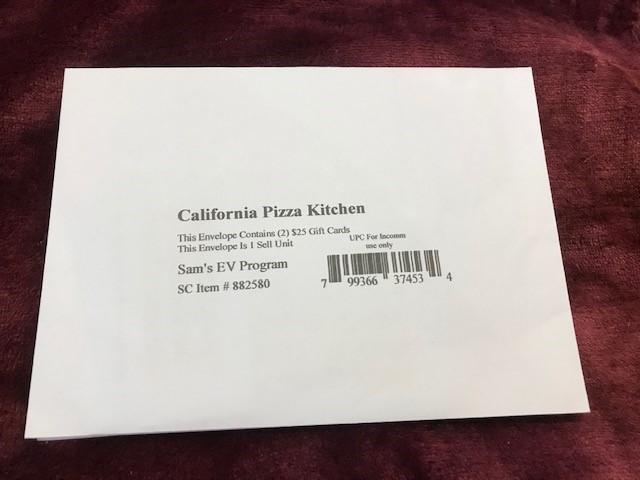 California Pizza Kitchen
This Envelope Contains (2) $25 Gift Cards
This Envelope Is 1 Sell Unit
UPC For Incomm
use only
Sam's EV Program
SC Item # 882580
7 99366 37453 4